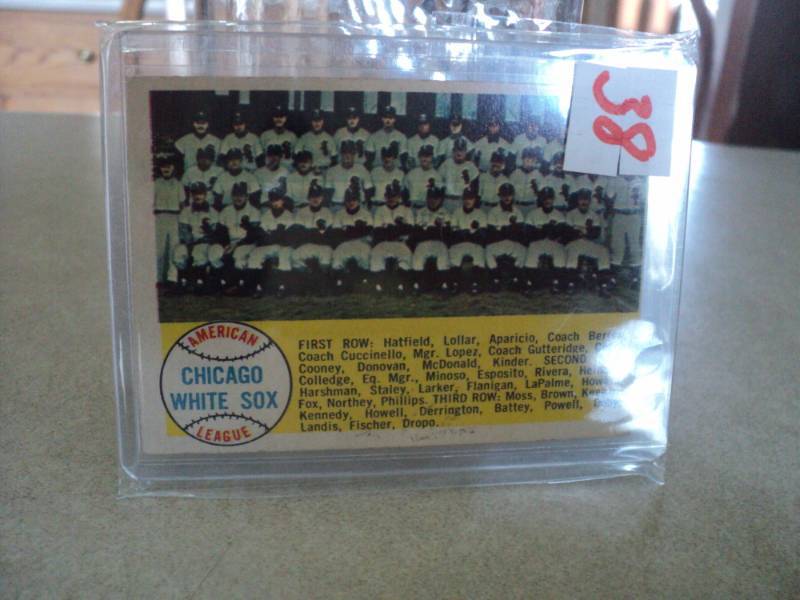 38
AMERICAN
CHICAGO
WHITE SOX
LEAGUE
FIRST ROW: Hatfield, Lollar, Aparicio, Coach
Coach Cuccinello, Mgr. Lopez, Coach Gutteridge,
Cooney, Donovan, McDonald, Kinder. SECOND
Colledge, Eq. Mgr., Minoso, Esposito, Rivera,
Harshman, Staley, Larker, Flanigan, LaPalme,
Fox, Northey, Phillips. THIRD ROW: Moss, Brown,
Kennedy, Howell, Derrington, Battey, Powell,
Landis, Fischer, Dropo.